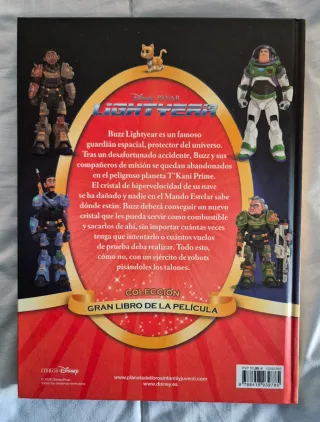 Disney · PIXAR
LIGHTYEAR
Buzz Lightyear es un famoso
guardián espacial, protector del universo.
Tras un desafortunado accidente, Buzz y sus
compañeros de misión se quedan abandonados
en el peligroso planeta T'Kani Prime.
El cristal de hipervelocidad de su nave
se ha dañado y nadie en el Mando Estelar sabe
dónde están. Buzz deberá conseguir un nuevo
cristal que les pueda servir como combustible
y sacarlos de ahí, sin importar cuántas veces
tenga que intentarlo o cuántos vuelos
de prueba deba realizar. Todo esto,
cómo no, con un ejército de robots
pisándoles los talones.
COLECCIÓN
GRAN LIBRO DE LA PELÍCULA
LIBROS Disney
www.planetadelibrosinfantilyjuvenil.com
www.disney.es